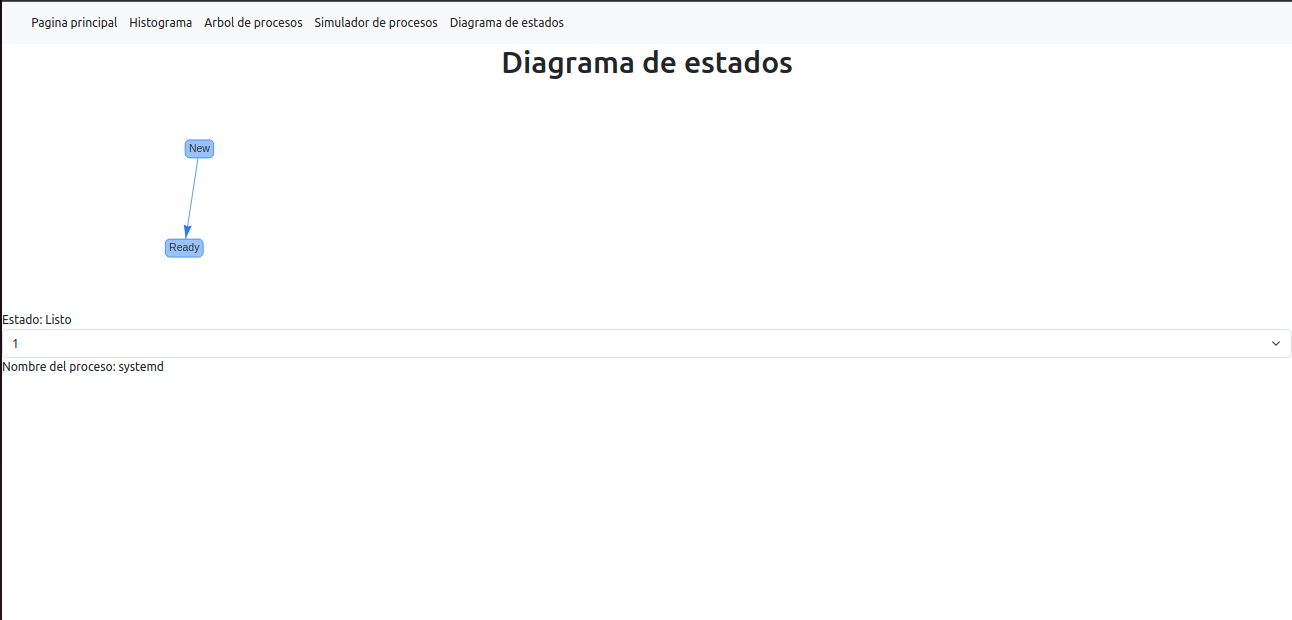 Pagina principal Histograma Arbol de procesos Simulador de procesos Diagrama de estados
Diagrama de estados
New
Ready
Estado: Listo
1
Nombre del proceso: systemd